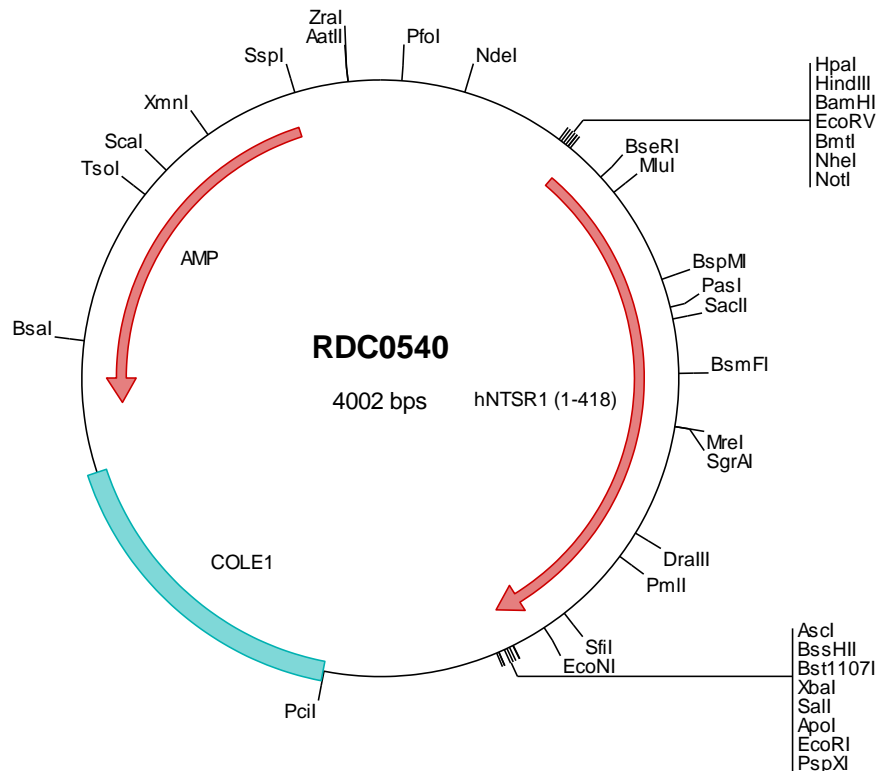 ZraI
AatII
PfoI
SspI
NdeI
XmnI
ScaI
TsoI
HpaI
HindIII
BamHI
EcoRV
BmtI
NheI
NotI
BseRI
MluI
AMP
BspMI
PasI
SacII
BsaI
RDC0540
4002 bps
BsmFI
hNTSR1 (1-418)
MreI
SgrAI
COLE1
DraIII
PmlI
SfiI
EcoNI
PciI
AscI
BssHII
Bst1107I
XbaI
SalI
ApoI
EcoRI
PspXI